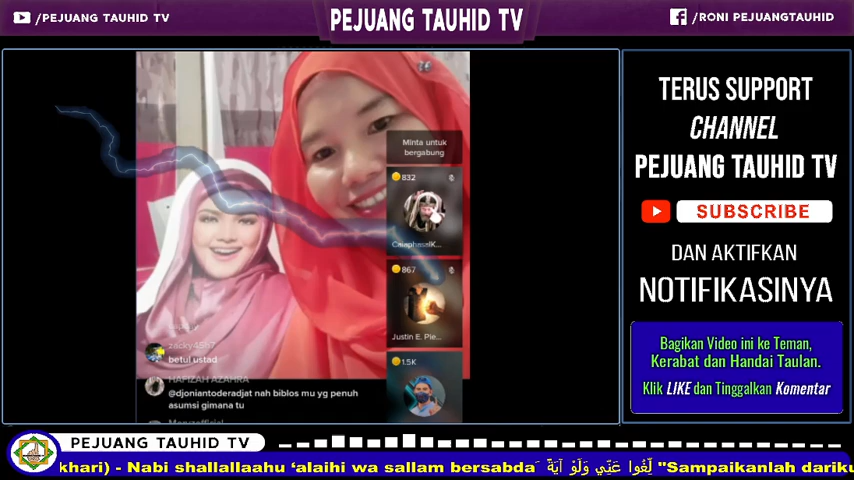 /PEJUANG TAUHID TV
PEJUANG TAUHID TV
/RONI PEJUANGTAUHID
Minta untuk
bergabung
832
CaiaphasalK...
867
Justin E. Pie...
1.5K
zacky4587
betul ustad
HAFIZAH AZAHRA
@djoniantoderadjat nah biblos mu yg penuh
asumsi gimana tu
TERUS SUPPORT
CHANNEL
PEJUANG TAUHID TV
SUBSCRIBE
DAN AKTIFKAN
NOTIFIKASINYA
Bagikan Video ini ke Teman,
Kerabat dan Handai Taulan.
Klik LIKE dan Tinggalkan Komentar
PEJUANG TAUHID TV
khari) - Nabi shallallaahu ‘alaihi wa sallam bersabda لِّغُوا عَنِّي وَلَوْ آيَةً "Sampaikanlah dariku